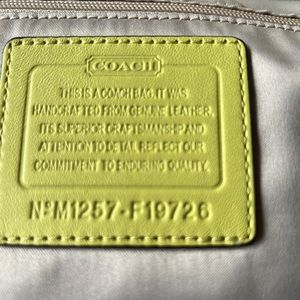 COACH
THIS IS A COACH BAG. IT WAS
HANDCRAFTED FROM GENUINE LEATHER.
ITS SUPERIOR CRAFTSMANSHIP AND
ATTENTION TO DETAIL REFLECT OUR
COMMITMENT TO ENDURING QUALITY.
Nº M1257-F19726